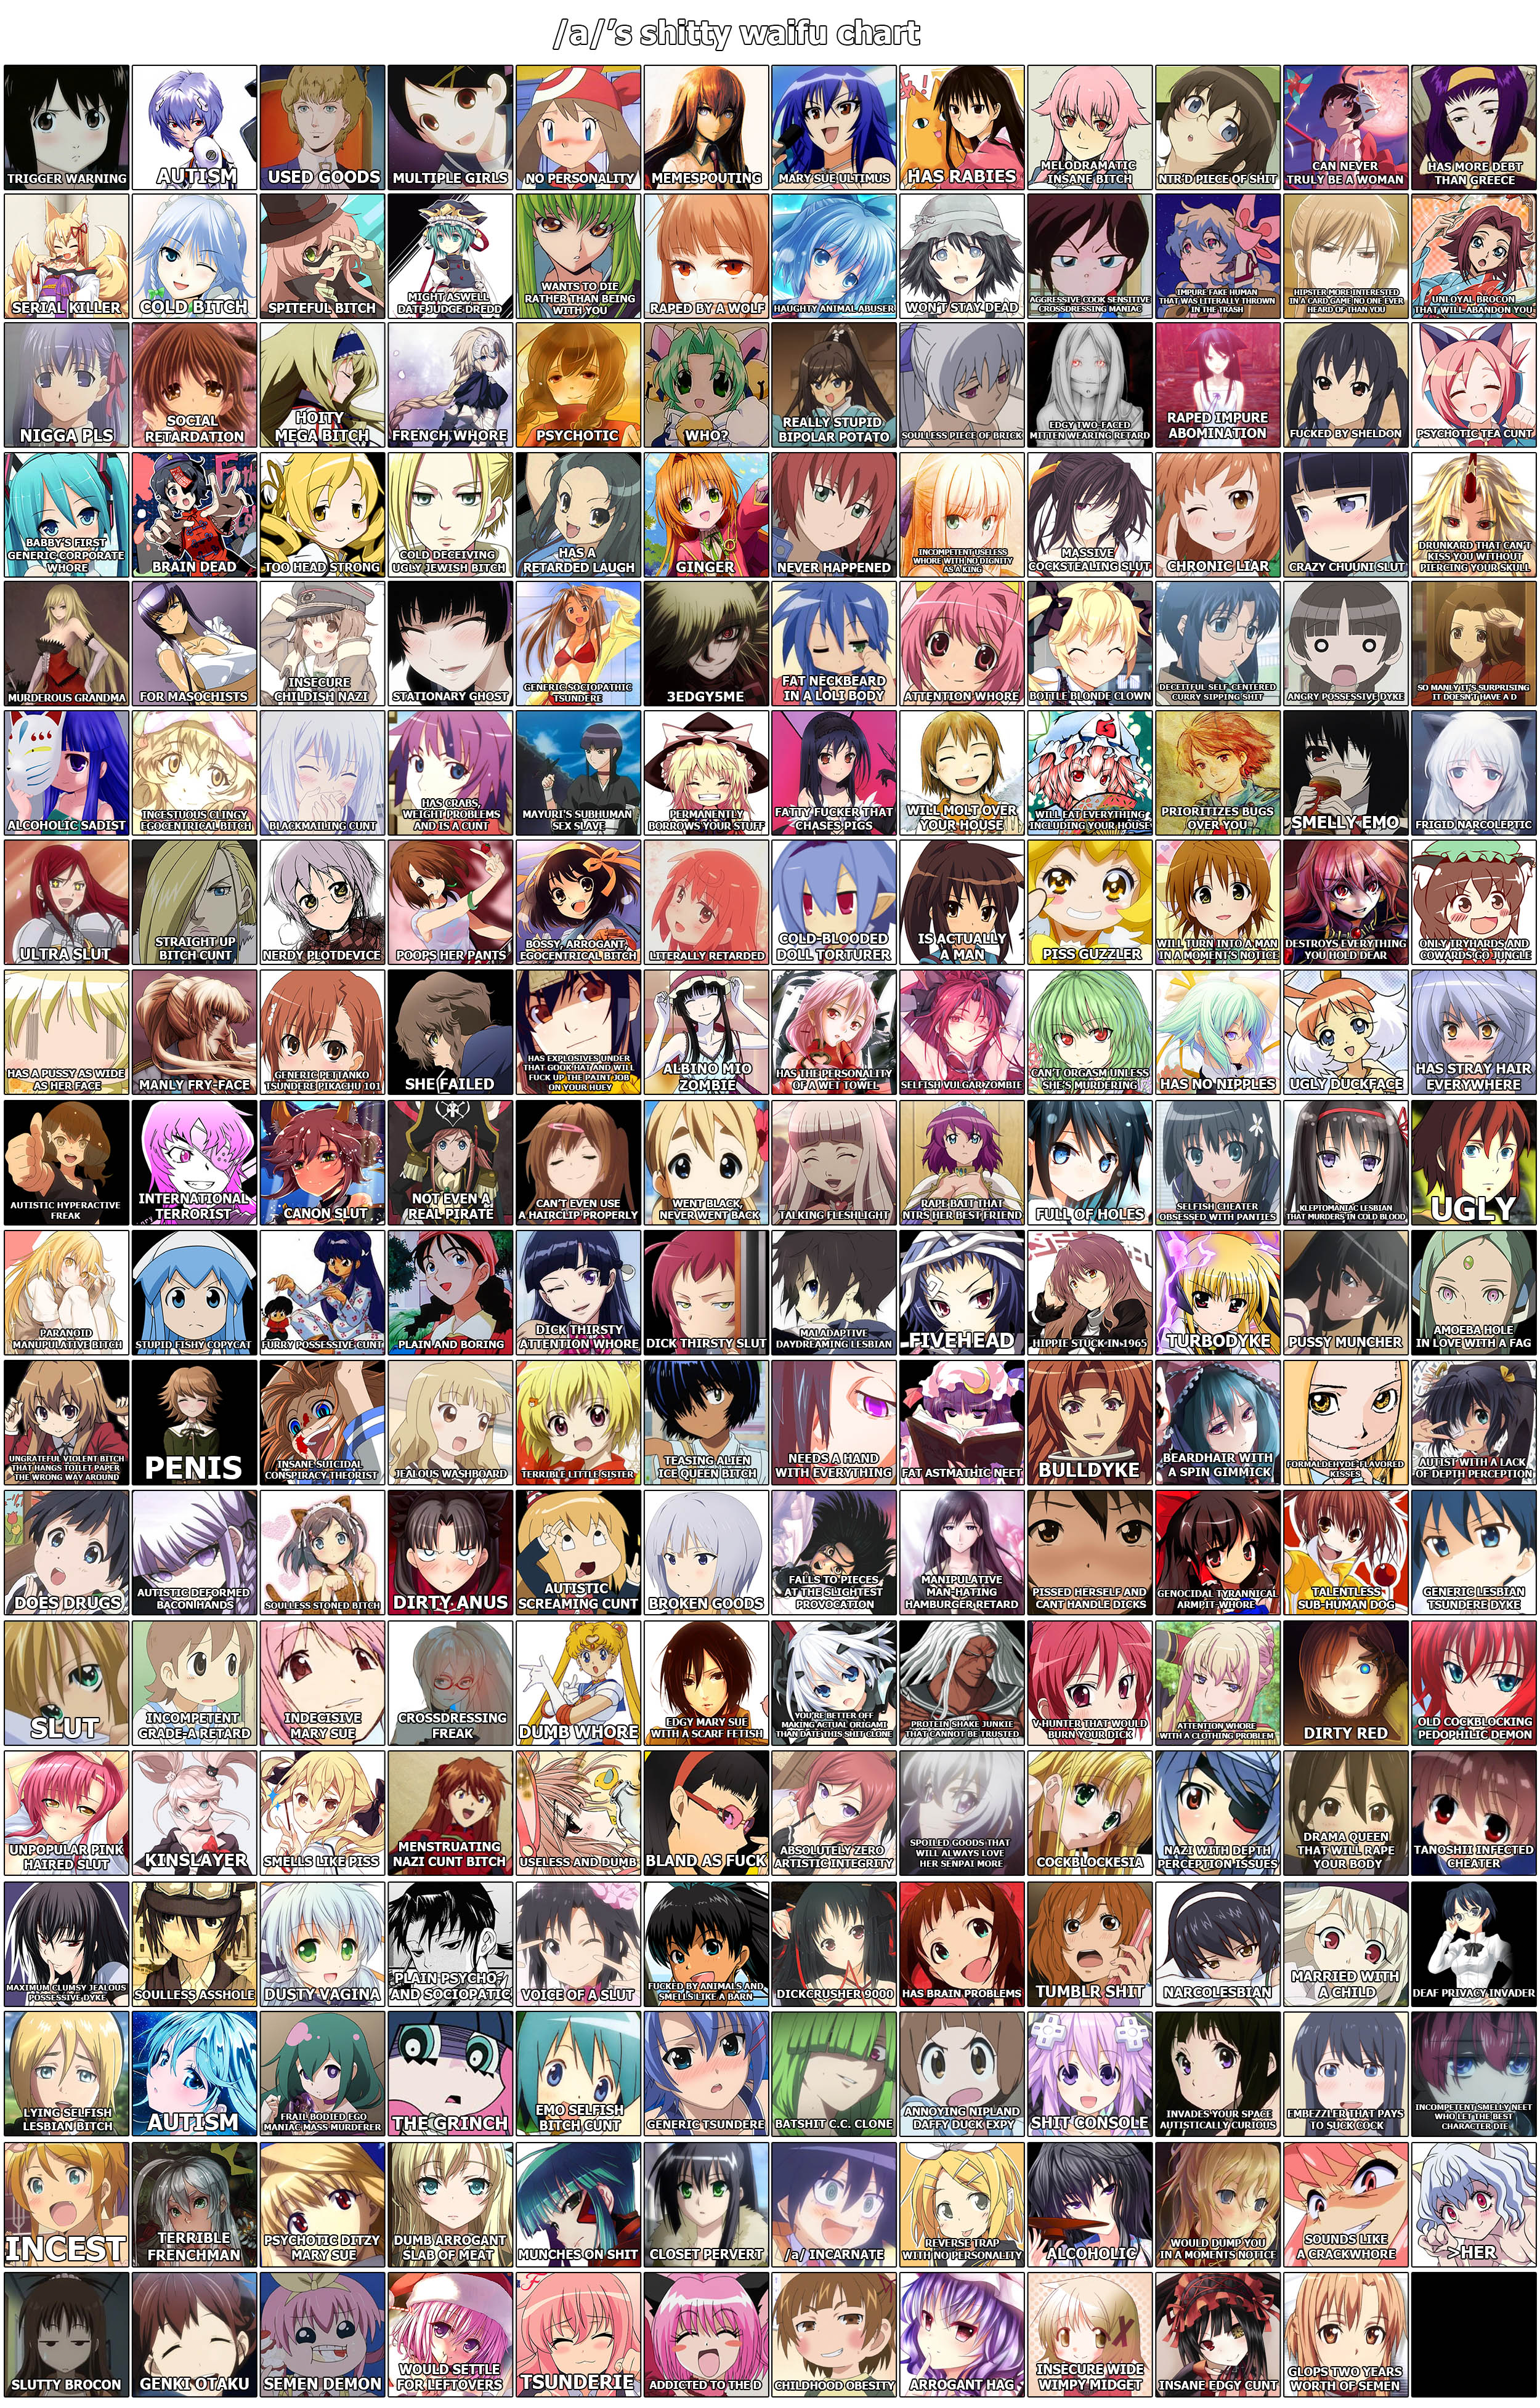 /a/'s shitty waifu chart
TRIGGER WARNING
AUTISM
USED GOODS
MULTIPLE GIRLS
NO PERSONALITY
MEMESPOUTING
MARY SUE ULTIMUS
HAS RABIES
MELODRAMATIC
INSANE BITCH
NTR'D PIECE OF SHIT
CAN NEVER
TRULY BE A WOMAN
HAS MORE DEBT
THAN GREECE
SERIAL KILLER
COLD BITCH
SPITEFUL BITCH
MIGHT ASWELL
DATE JUDGE DREDD
WANTS TO DIE
RATHER THAN BEING
WITH YOU
RAPED BY A WOLF
HAUGHTY ANIMAL ABUSER
WON'T STAY DEAD
AGGRESSIVE COOK SENSITIVE
CROSSDRESSING MANIAC
IMPURE FAKE HUMAN
THAT WAS LITERALLY THROWN
IN THE TRASH
HIPSTER MORE INTERESTED
IN A CARD GAME NO ONE EVER
HEARD OF THAN YOU
UNLOYAL BROCON
THAT WILL ABANDON YOU
NIGGA PLS
SOCIAL
RETARDATION
HOITY
MEGA BITCH
FRENCH WHORE
PSYCHOTIC
WHO?
REALLY STUPID
BIPOLAR POTATO
SOULLESS PIECE OF BRICK
EDGY TWO-FACED
MITTEN WEARING RETARD
RAPED IMPURE
ABOMINATION
FUCKED BY SHELDON
PSYCHOTIC TEA CUNT
BABBY'S FIRST
GENERIC CORPORATE
WHORE
BRAIN DEAD
TOO HEAD STRONG
COLD DECEIVING
UGLY JEWISH BITCH
HAS A
RETARDED LAUGH
GINGER
NEVER HAPPENED
INCOMPETENT USELESS
WHORE WITH NO DIGNITY
AS A KING
MASSIVE
COCKSTEALING SLUT
CHRONIC LIAR
CRAZY CHUUNI SLUT
DRUNKARD THAT CAN'T
KISS YOU WITHOUT
PIERCING YOUR SKULL
MURDEROUS GRANDMA
FOR MASOCHISTS
INSECURE
CHILDISH NAZI
STATIONARY GHOST
GENERIC SOCIOPATHIC
TSUNDERE
3EDGY5ME
FAT NECKBEARD
IN A LOLI BODY
ATTENTION WHORE
BOTTLE BLONDE CLOWN
DECEITFUL SELF-CENTERED
CURRY SIPPING SHIT
ANGRY POSSESSIVE DYKE
SO MANLY IT'S SURPRISING
IT DOESN'T HAVE A D
ALCOHOLIC SADIST
INCESTUOUS CLINGY
EGOCENTRICAL BITCH
BLACKMAILING CUNT
HAS CRABS,
WEIGHT PROBLEMS
AND IS A CUNT
MAYURI'S SUBHUMAN
SEX SLAVE
PERMANENTLY
BORROWS YOUR STUFF
FATTY FUCKER THAT
CHASES PIGS
WILL MOLT OVER
YOUR HOUSE
WILL EAT EVERYTHING
INCLUDING YOUR HOUSE
PRIORITIZES BUGS
OVER YOU
SMELLY EMO
FRIGID NARCOLEPTIC
ULTRA SLUT
STRAIGHT UP
BITCH CUNT
NERDY PLOTDEVICE
POOPS HER PANTS
BOSSY, ARROGANT,
EGOCENTRICAL BITCH
LITERALLY RETARDED
COLD-BLOODED
DOLL TORTURER
IS ACTUALLY
A MAN
PISS GUZZLER
WILL TURN INTO A MAN
IN A MOMENT'S NOTICE
DESTROYS EVERYTHING
YOU HOLD DEAR
ONLY TRYHARDS AND
COWARDS GO JUNGLE
HAS A PUSSY AS WIDE
AS HER FACE
MANLY FRY-FACE
GENERIC PETTANKO
TSUNDERE PIKACHU 101
SHE FAILED
HAS EXPLOSIVES UNDER
THAT GOOK HAT AND WILL
FUCK UP THE PAINT JOB
ON YOUR HUEY
ALBINO MIO
ZOMBIE
HAS THE PERSONALITY
OF A WET TOWEL
SELFISH VULGAR ZOMBIE
CAN'T ORGASM UNLESS
SHE'S MURDERING
HAS NO NIPPLES
UGLY DUCKFACE
HAS STRAY HAIR
EVERYWHERE
AUTISTIC HYPERACTIVE
FREAK
INTERNATIONAL
TERRORIST
CANON SLUT
NOT EVEN A
REAL PIRATE
CAN'T EVEN USE
A HAIRCLIP PROPERLY
WENT BLACK,
NEVER WENT BACK
TALKING FLESHLIGHT
RAPE BAIT THAT
NTRS HER BEST FRIEND
FULL OF HOLES
SELFISH CHEATER
OBSESSED WITH PANTIES
KLEPTOMANIAC LESBIAN
THAT MURDERS IN COLD BLOOD
UGLY
PARANOID
MANUPULATIVE BITCH
STUPID FISHY COPYCAT
FURRY POSSESSIVE CUNT
PLAIN AND BORING
DICK THIRSTY
ATTENTION WHORE
DICK THIRSTY SLUT
MALADAPTIVE
DAYDREAMING LESBIAN
FIVEHEAD
HIPPIE STUCK IN 1965
TURBODYKE
PUSSY MUNCHER
AMOEBA HOLE
IN LOVE WITH A FAG
UNGRATEFUL VIOLENT BITCH
THAT HANGS TOILET PAPER
THE WRONG WAY AROUND
PENIS
INSANE SUICIDAL
CONSPIRACY THEORIST
JEALOUS WASHBOARD
TERRIBLE LITTLE SISTER
TEASING ALIEN
ICE QUEEN BITCH
NEEDS A HAND
WITH EVERYTHING
FAT ASTMATHIC NEET
BULLDYKE
BEARDHAIR WITH
A SPIN GIMMICK
FORMALDEHYDE-FLAVORED
KISSES
AUTIST WITH A LACK
OF DEPTH PERCEPTION
DOES DRUGS
AUTISTIC DEFORMED
BACON HANDS
SOULLESS STONED BITCH
DIRTY ANUS
AUTISTIC
SCREAMING CUNT
BROKEN GOODS
FALLS TO PIECES
AT THE SLIGHTEST
PROVOCATION
MANIPULATIVE
MAN-HATING
HAMBURGER RETARD
PISSED HERSELF AND
CANT HANDLE DICKS
GENOCIDAL TYRANNICAL
ARMPIT WHORE
TALENTLESS
SUB-HUMAN DOG
GENERIC LESBIAN
TSUNDERE DYKE
SLUT
INCOMPETENT
GRADE-A RETARD
INDECISIVE
MARY SUE
CROSSDRESSING
FREAK
DUMB WHORE
EDGY MARY SUE
WITH A SCARF FETISH
YOU'RE BETTER OFF
MAKING ACTUAL ORIGAMI
THAN DATE THIS SHIT CLONE
PROTEIN SHAKE JUNKIE
THAT CANNOT BE TRUSTED
V-HUNTER THAT WOULD
BURN YOUR DICK
ATTENTION WHORE
WITH A CLOTHING PROBLEM
DIRTY RED
OLD COCKBLOCKING
PEDOPHILIC DEMON
UNPOPULAR PINK
HAIRED SLUT
KINSLAYER
SMELLS LIKE PISS
MENSTRUATING
NAZI CUNT BITCH
USELESS AND DUMB
BLAND AS FUCK
ABSOLUTELY ZERO
ARTISTIC INTEGRITY
SPOILED GOODS THAT
WILL ALWAYS LOVE
HER SENPAI MORE
COCKBLOCKESIA
NAZI WITH DEPTH
PERCEPTION ISSUES
DRAMA QUEEN
THAT WILL RAPE
YOUR BODY
TANOSHII INFECTED
CHEATER
MAXIMUM CLUMSY JEALOUS
POSSESSIVE DYKE
SOULLESS ASSHOLE
DUSTY VAGINA
PLAIN PSYCHO-
AND SOCIOPATIC
VOICE OF A SLUT
FUCKED BY ANIMALS AND
SMELLS LIKE A BARN
DICKCRUSHER 9000
HAS BRAIN PROBLEMS
TUMBLR SHIT
NARCOLESBIAN
MARRIED WITH
A CHILD
DEAF PRIVACY INVADER
LYING SELFISH
LESBIAN BITCH
AUTISM
FRAIL BODIED EGO
MANIAC MASS MURDERER
THE GRINCH
EMO SELFISH
BITCH CUNT
GENERIC TSUNDERE
BATSHIT C.C. CLONE
ANNOYING NIPLAND
DAFFY DUCK EXPY
SHIT CONSOLE
INVADES YOUR SPACE
AUTISTICALLY CURIOUS
EMBEZZLER THAT PAYS
TO SUCK COCK
INCOMPETENT SMELLY NEET
WHO LET THE BEST
CHARACTER DIE
INCEST
TERRIBLE
FRENCHMAN
PSYCHOTIC DITZY
MARY SUE
DUMB ARROGANT
SLAB OF MEAT
MUNCHES ON SHIT
CLOSET PERVERT
/a/ INCARNATE
REVERSE TRAP
WITH NO PERSONALITY
ALCOHOLIC
WOULD DUMP YOU
IN A MOMENTS NOTICE
SOUNDS LIKE
A CRACKWHORE
>HER
SLUTTY BROCON
GENKI OTAKU
SEMEN DEMON
WOULD SETTLE
FOR LEFTOVERS
TSUNDERIE
ADDICTED TO THE D
CHILDHOOD OBESITY
ARROGANT HAG
INSECURE WIDE
WIMPY MIDGET
INSANE EDGY CUNT
GLOPS TWO YEARS
WORTH OF SEMEN